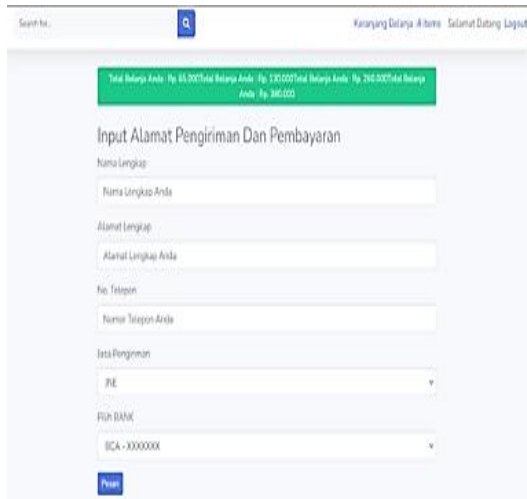 Search for...
Keranjang Belanja 4 items Selamat Datang Logout
Total Belanja Anda : Rp. 65.000Total Belanja Anda : Rp. 130.000Total Belanja Anda : Rp. 260.000Total Belanja
Anda : Rp. 380.000
Input Alamat Pengiriman Dan Pembayaran
Nama Lengkap
Nama Lengkap Anda
Alamat Lengkap
Alamat Lengkap Anda
No. Telepon
Nomor Telepon Anda
Jasa Pengiriman
JNE
Pilih BANK
BCA - XXXXXXX
Pesan